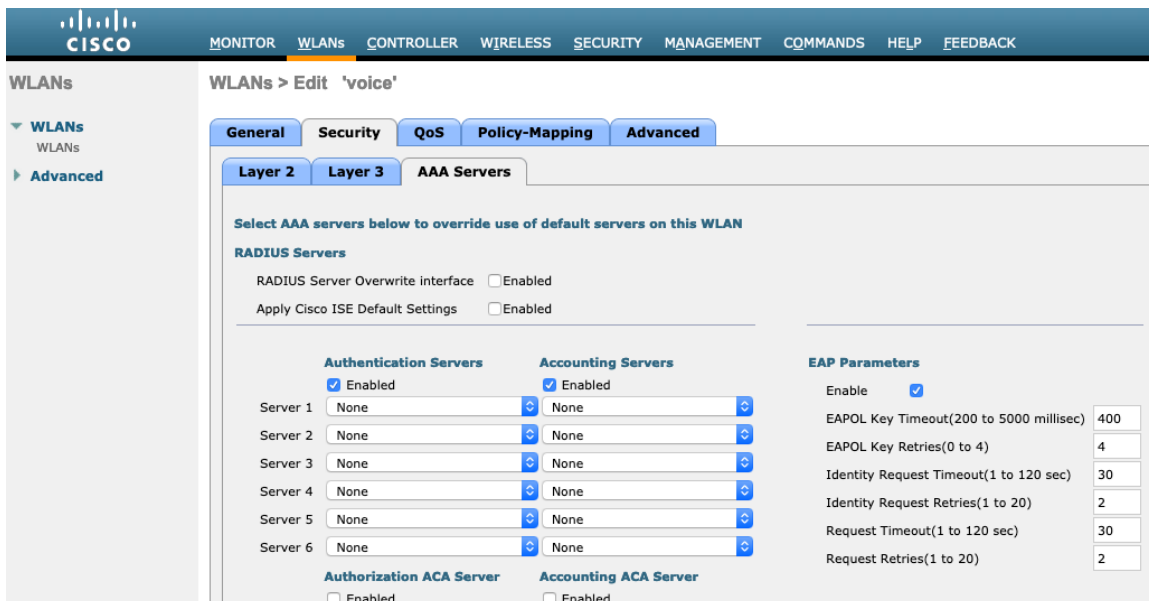 CISCO
MONITOR WLANs CONTROLLER WIRELESS SECURITY MANAGEMENT COMMANDS HELP FEEDBACK
WLANs
WLANs
WLANs
Advanced
WLANs > Edit 'voice'
General Security QoS Policy-Mapping Advanced
Layer 2 Layer 3 AAA Servers
Select AAA servers below to override use of default servers on this WLAN
RADIUS Servers
RADIUS Server Overwrite interface Enabled
Apply Cisco ISE Default Settings Enabled
Authentication Servers Accounting Servers
Enabled Enabled
Server 1 None None
Server 2 None None
Server 3 None None
Server 4 None None
Server 5 None None
Server 6 None None
Authorization ACA Server Accounting ACA Server
Enabled Enabled
EAP Parameters
Enable
EAPOL Key Timeout(200 to 5000 millisec) 400
EAPOL Key Retries(0 to 4) 4
Identity Request Timeout(1 to 120 sec) 30
Identity Request Retries(1 to 20) 2
Request Timeout(1 to 120 sec) 30
Request Retries(1 to 20) 2